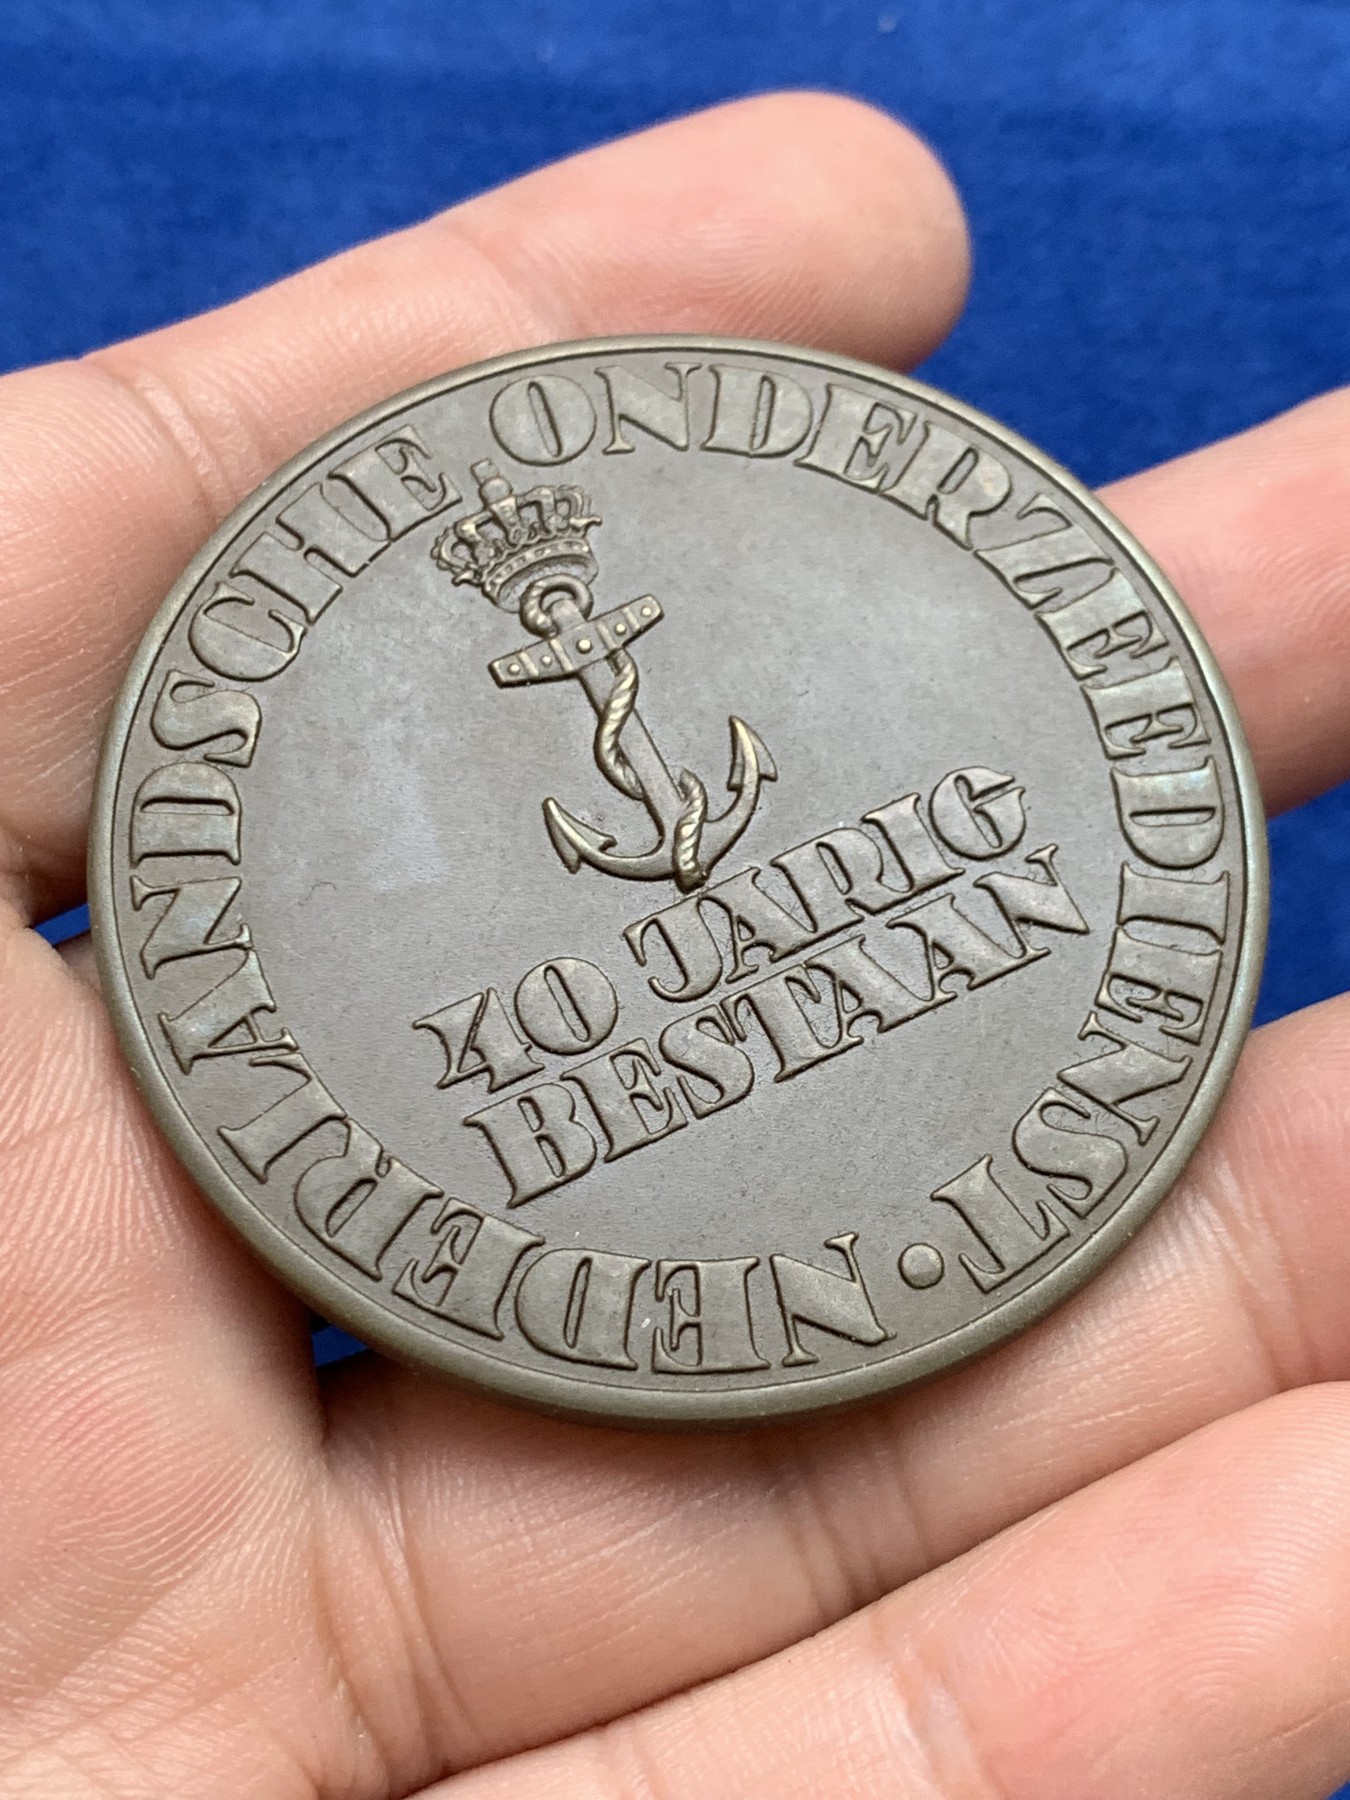 NEDERLANDSCHE ONDERZEEDIENST •
40 JARIG
BESTAAN